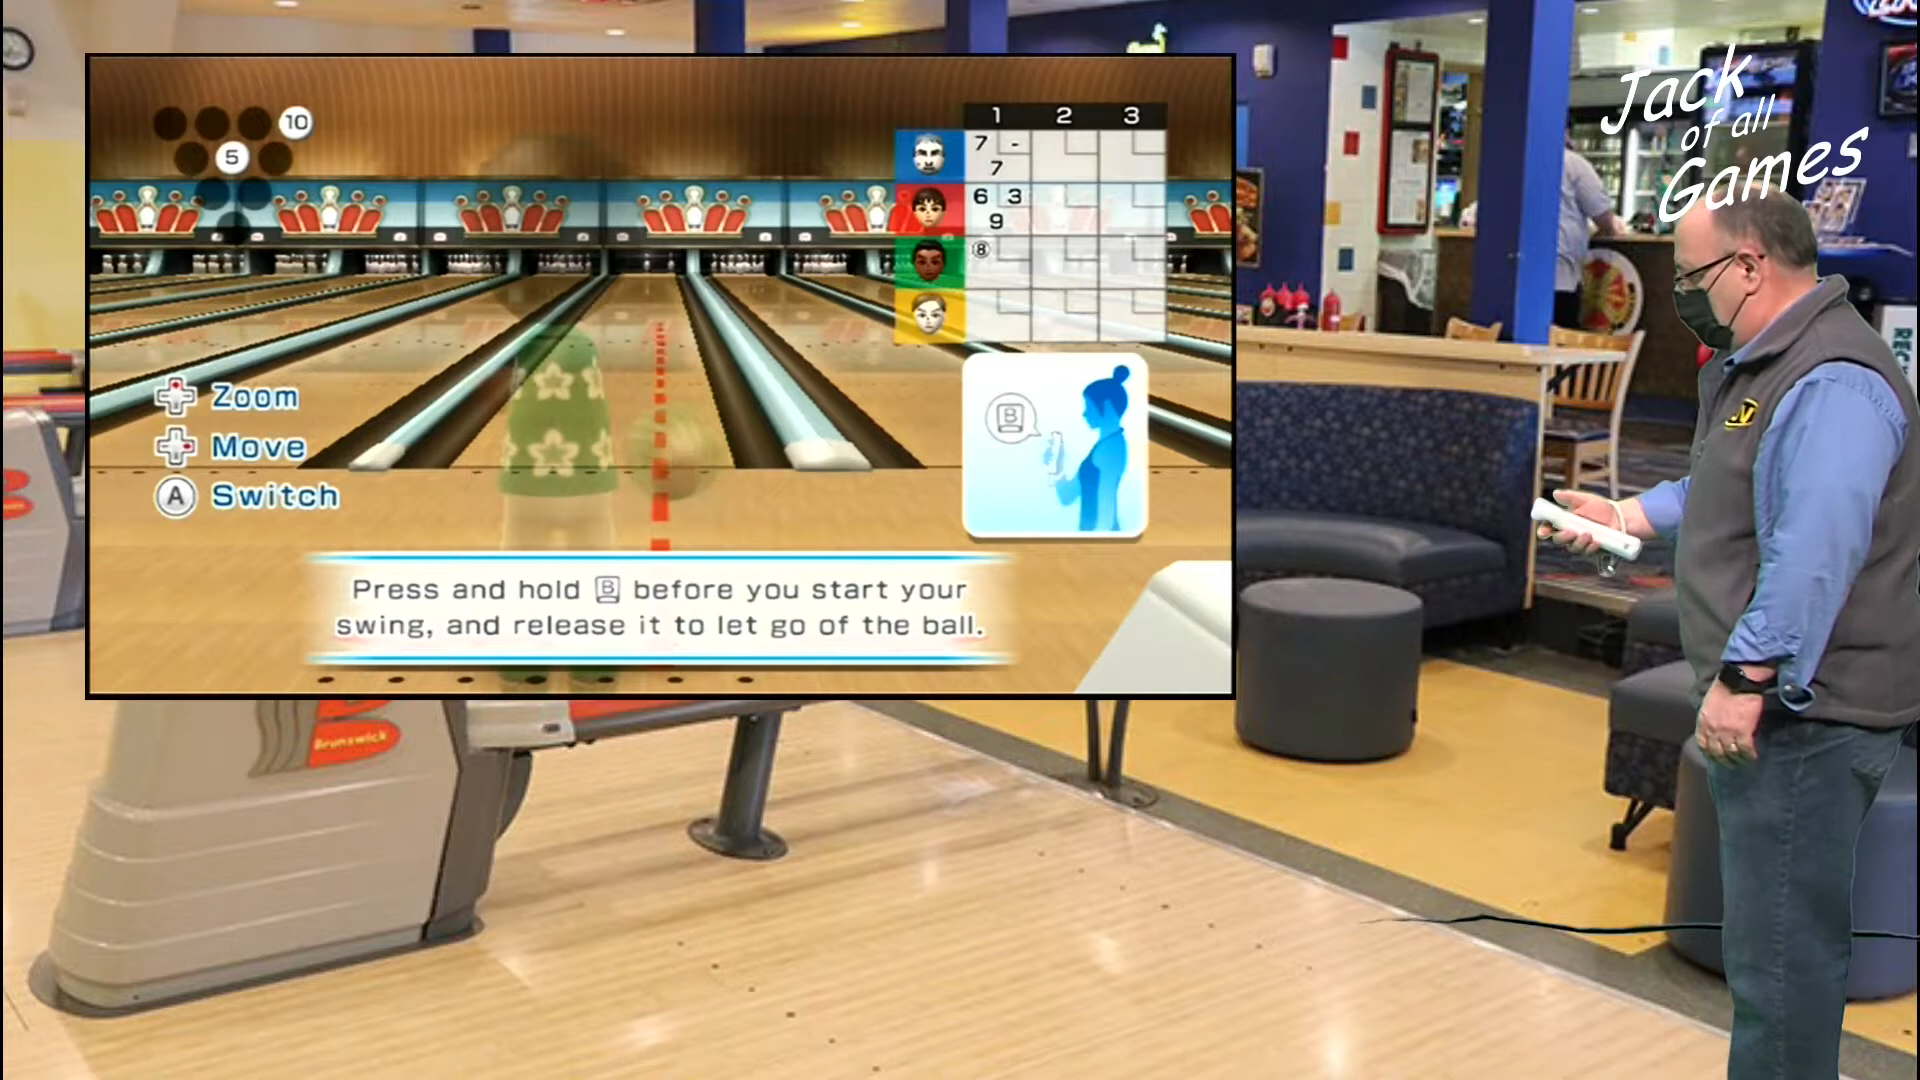 Jack
of all
Games
10
5
1 2 3
7 -
7
6 3
9
⑧
Zoom
Move
A Switch
B
Press and hold B before you start your
swing, and release it to let go of the ball.
Brunswick